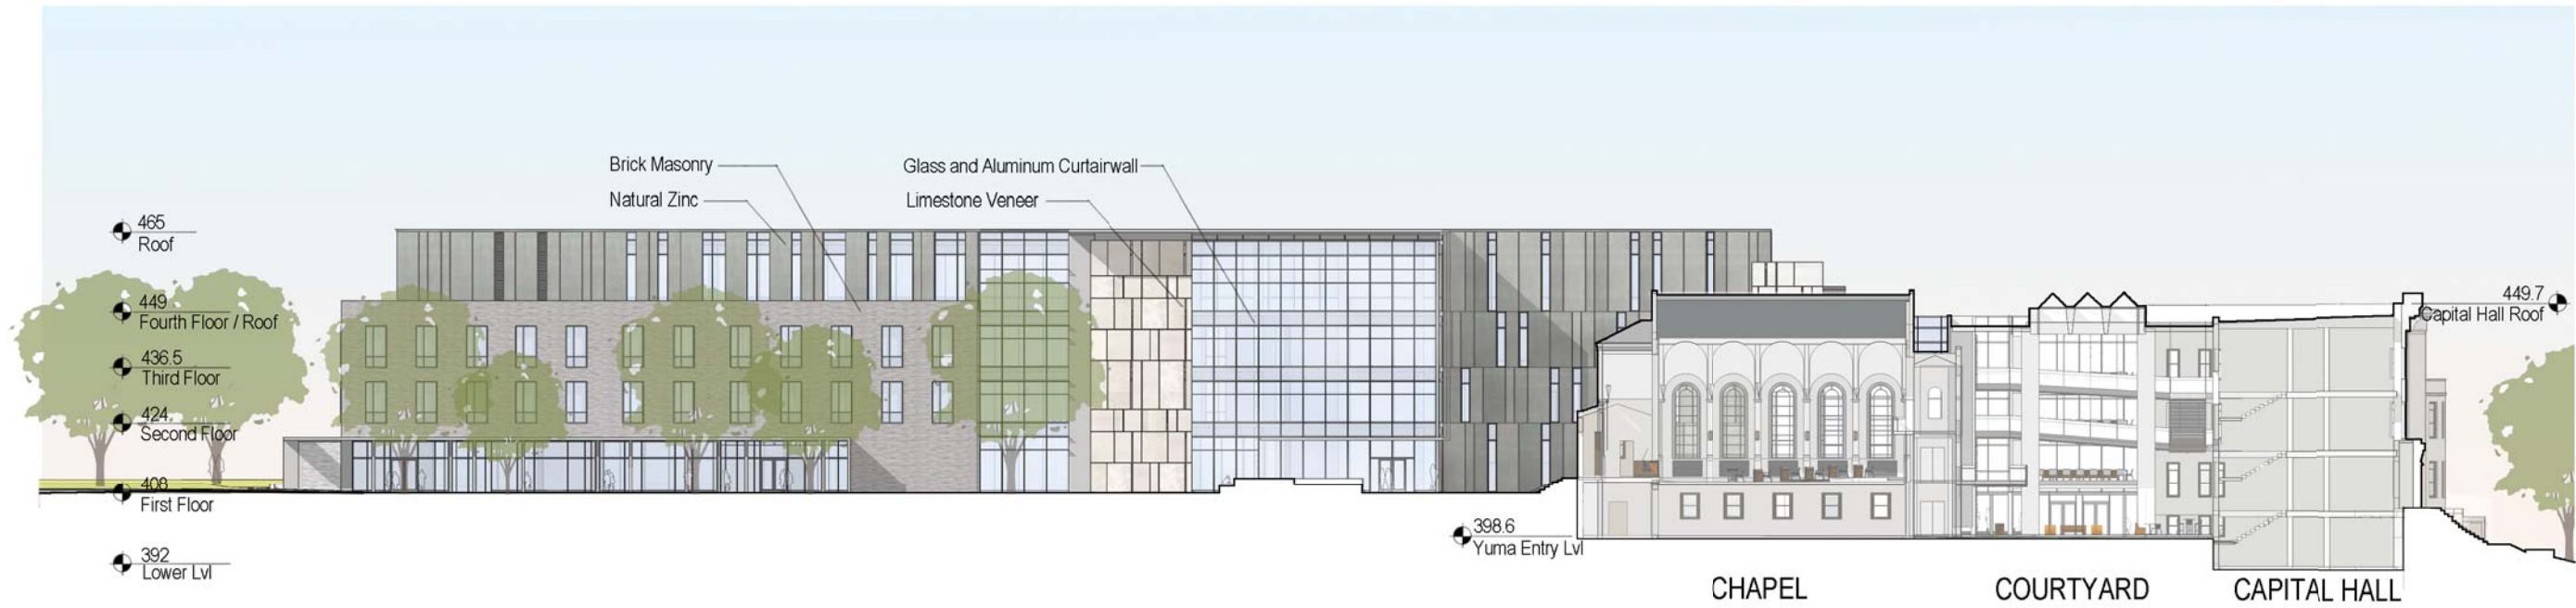 Brick Masonry
Glass and Aluminum Curtairwall
Natural Zinc
Limestone Veneer
465
Roof
449
Fourth Floor / Roof
449.7
Capital Hall Roof
436.5
Third Floor
424
Second Floor
408
First Floor
398.6
Yuma Entry Lvl
392
Lower Lvl
CHAPEL
COURTYARD
CAPITAL HALL